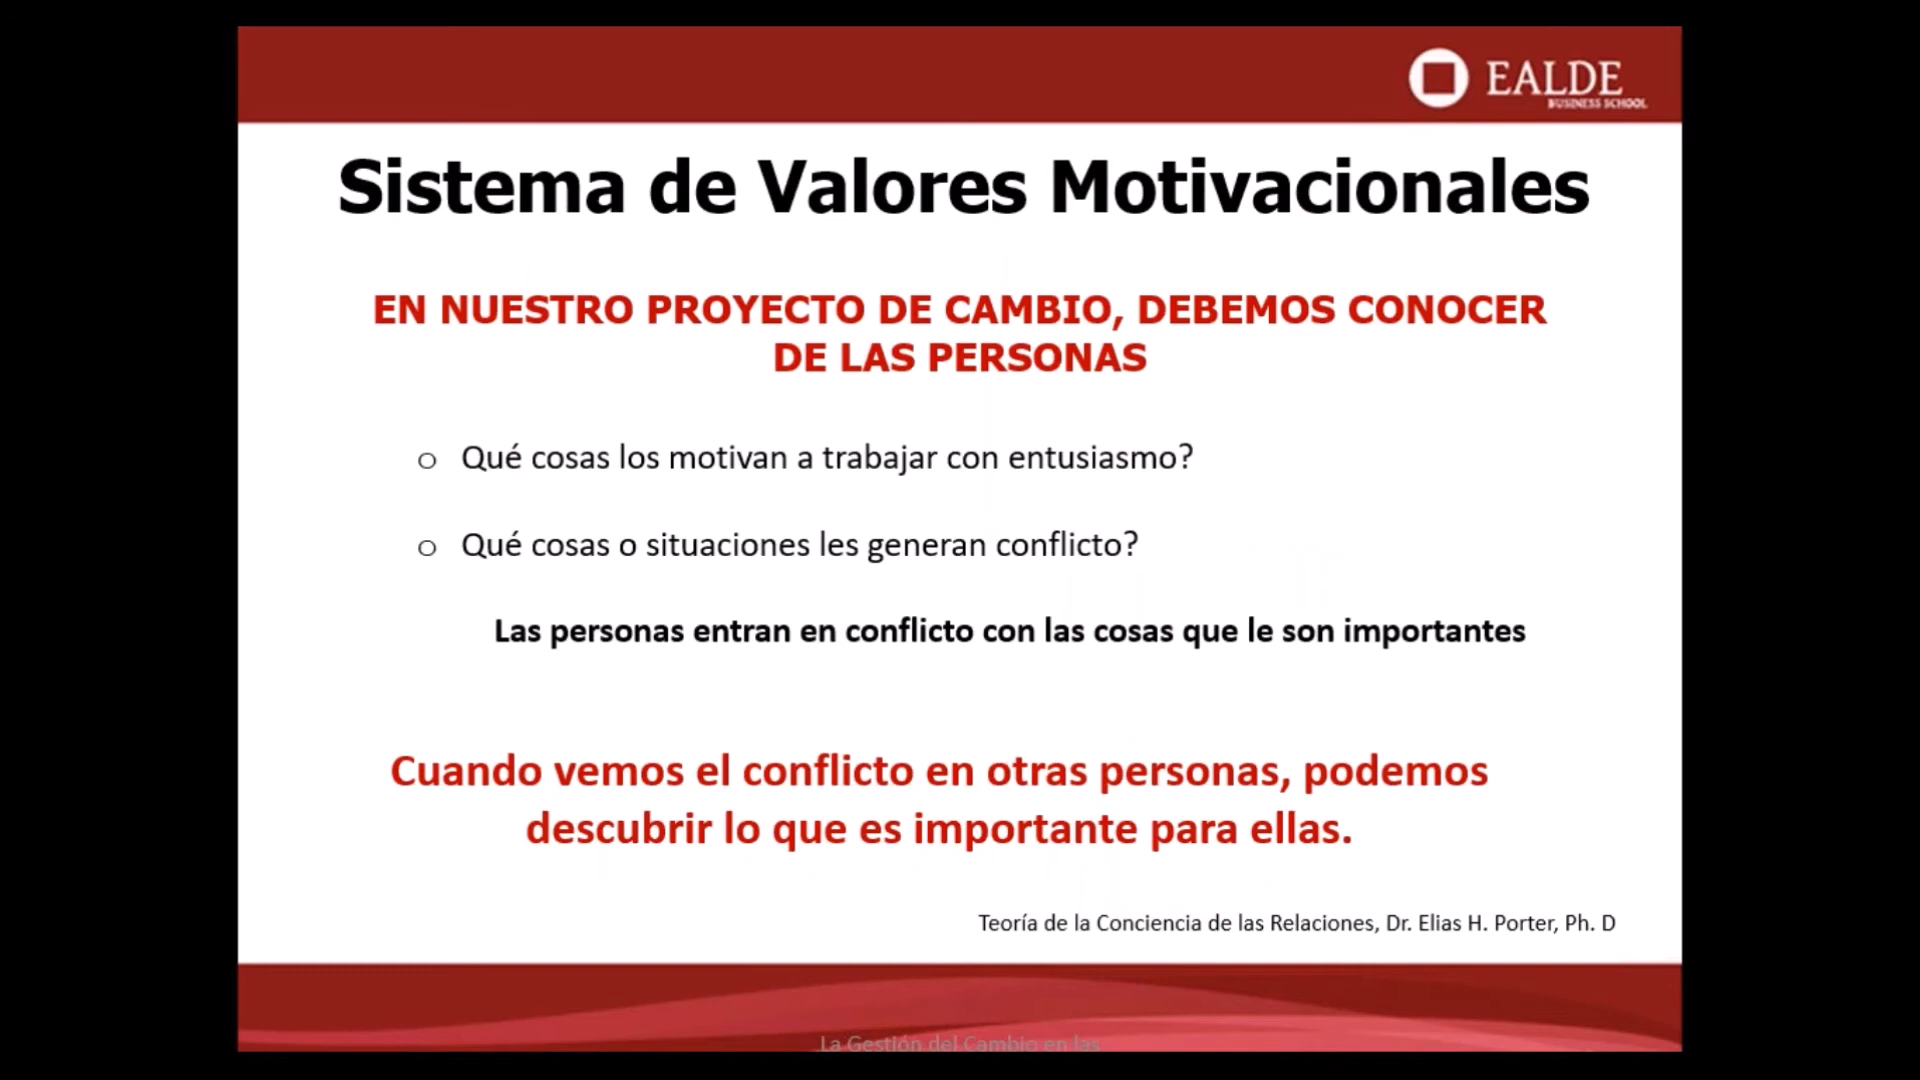 EALDE
BUSINESS SCHOOL
Sistema de Valores Motivacionales
EN NUESTRO PROYECTO DE CAMBIO, DEBEMOS CONOCER
DE LAS PERSONAS
o Qué cosas los motivan a trabajar con entusiasmo?
o Qué cosas o situaciones les generan conflicto?
Las personas entran en conflicto con las cosas que le son importantes
Cuando vemos el conflicto en otras personas, podemos
descubrir lo que es importante para ellas.
Teoría de la Conciencia de las Relaciones, Dr. Elias H. Porter, Ph. D
La Gestión del Cambio en las